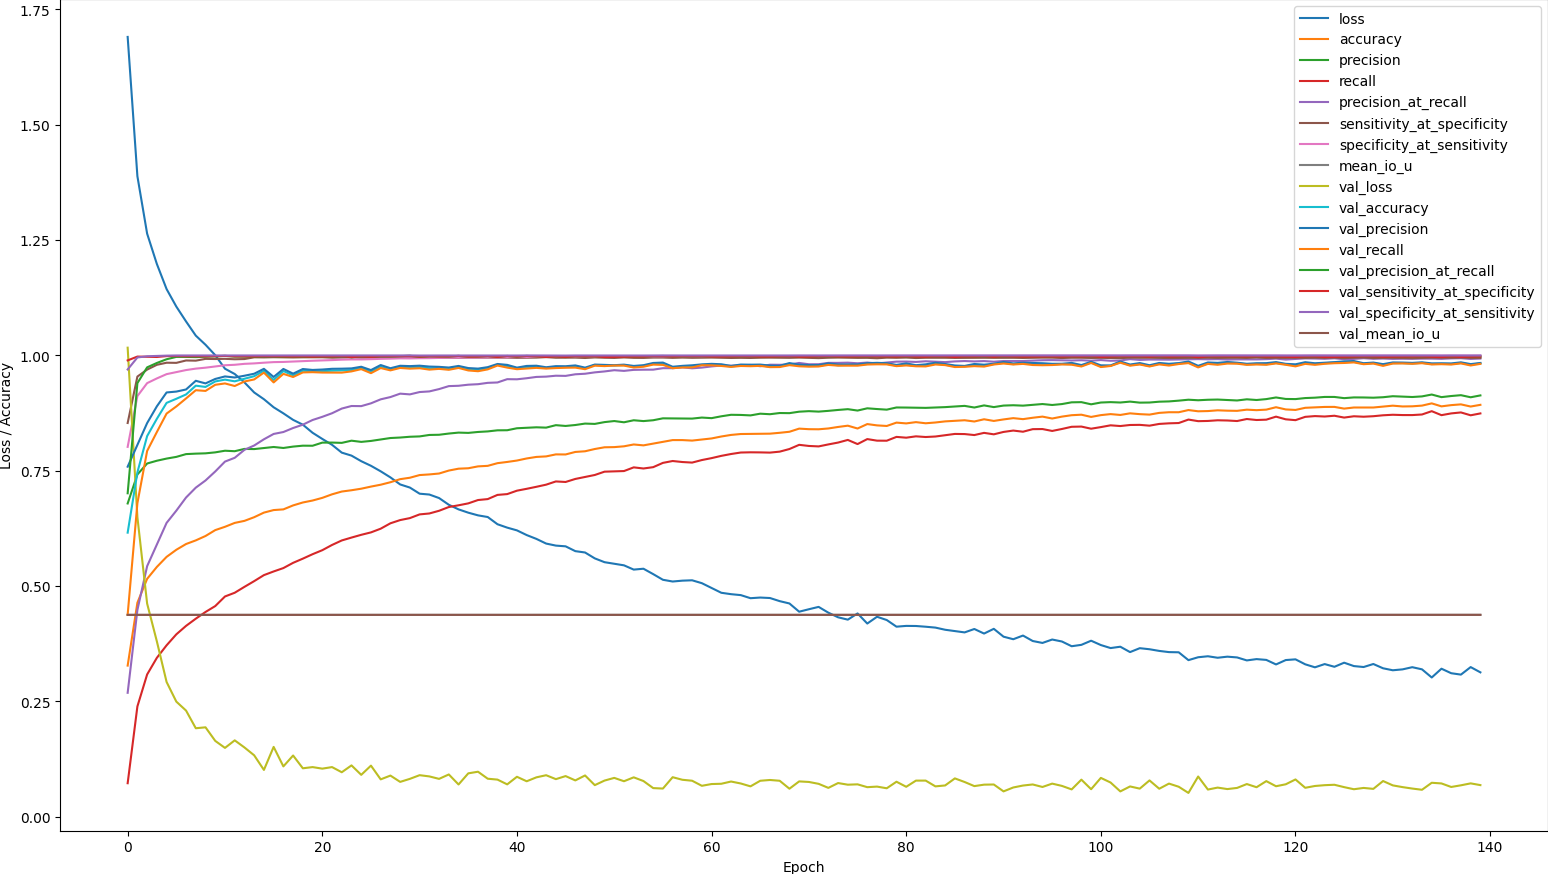 1.75
1.50
1.25
1.00
0.75
0.50
0.25
0.00
Loss / Accuracy
0 20 40 60 80 100 120 140
Epoch
loss
accuracy
precision
recall
precision_at_recall
sensitivity_at_specificity
specificity_at_sensitivity
mean_io_u
val_loss
val_accuracy
val_precision
val_recall
val_precision_at_recall
val_sensitivity_at_specificity
val_specificity_at_sensitivity
val_mean_io_u